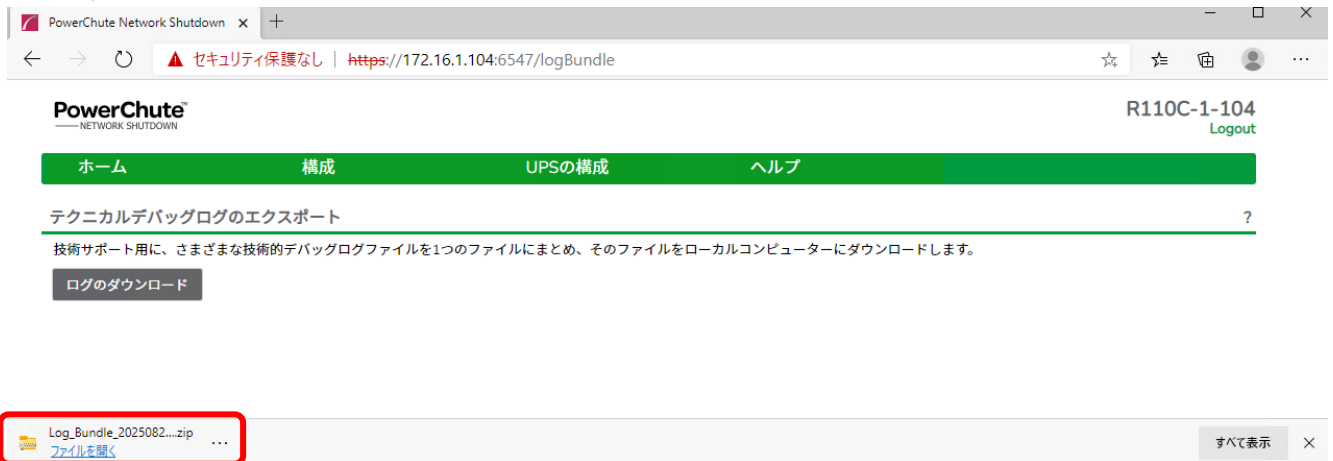 PowerChute Network Shutdown
セキュリティ保護なし | https://172.16.1.104:6547/logBundle
PowerChute™
NETWORK SHUTDOWN
R110C-1-104
Logout
ホーム 構成 UPSの構成 ヘルプ
テクニカルデバッグログのエクスポート ?
技術サポート用に、さまざまな技術的デバッグログファイルを1つのファイルにまとめ、そのファイルをローカルコンピューターにダウンロードします。
ログのダウンロード
Log_Bundle_2025082....zip
ファイルを開く
すべて表示